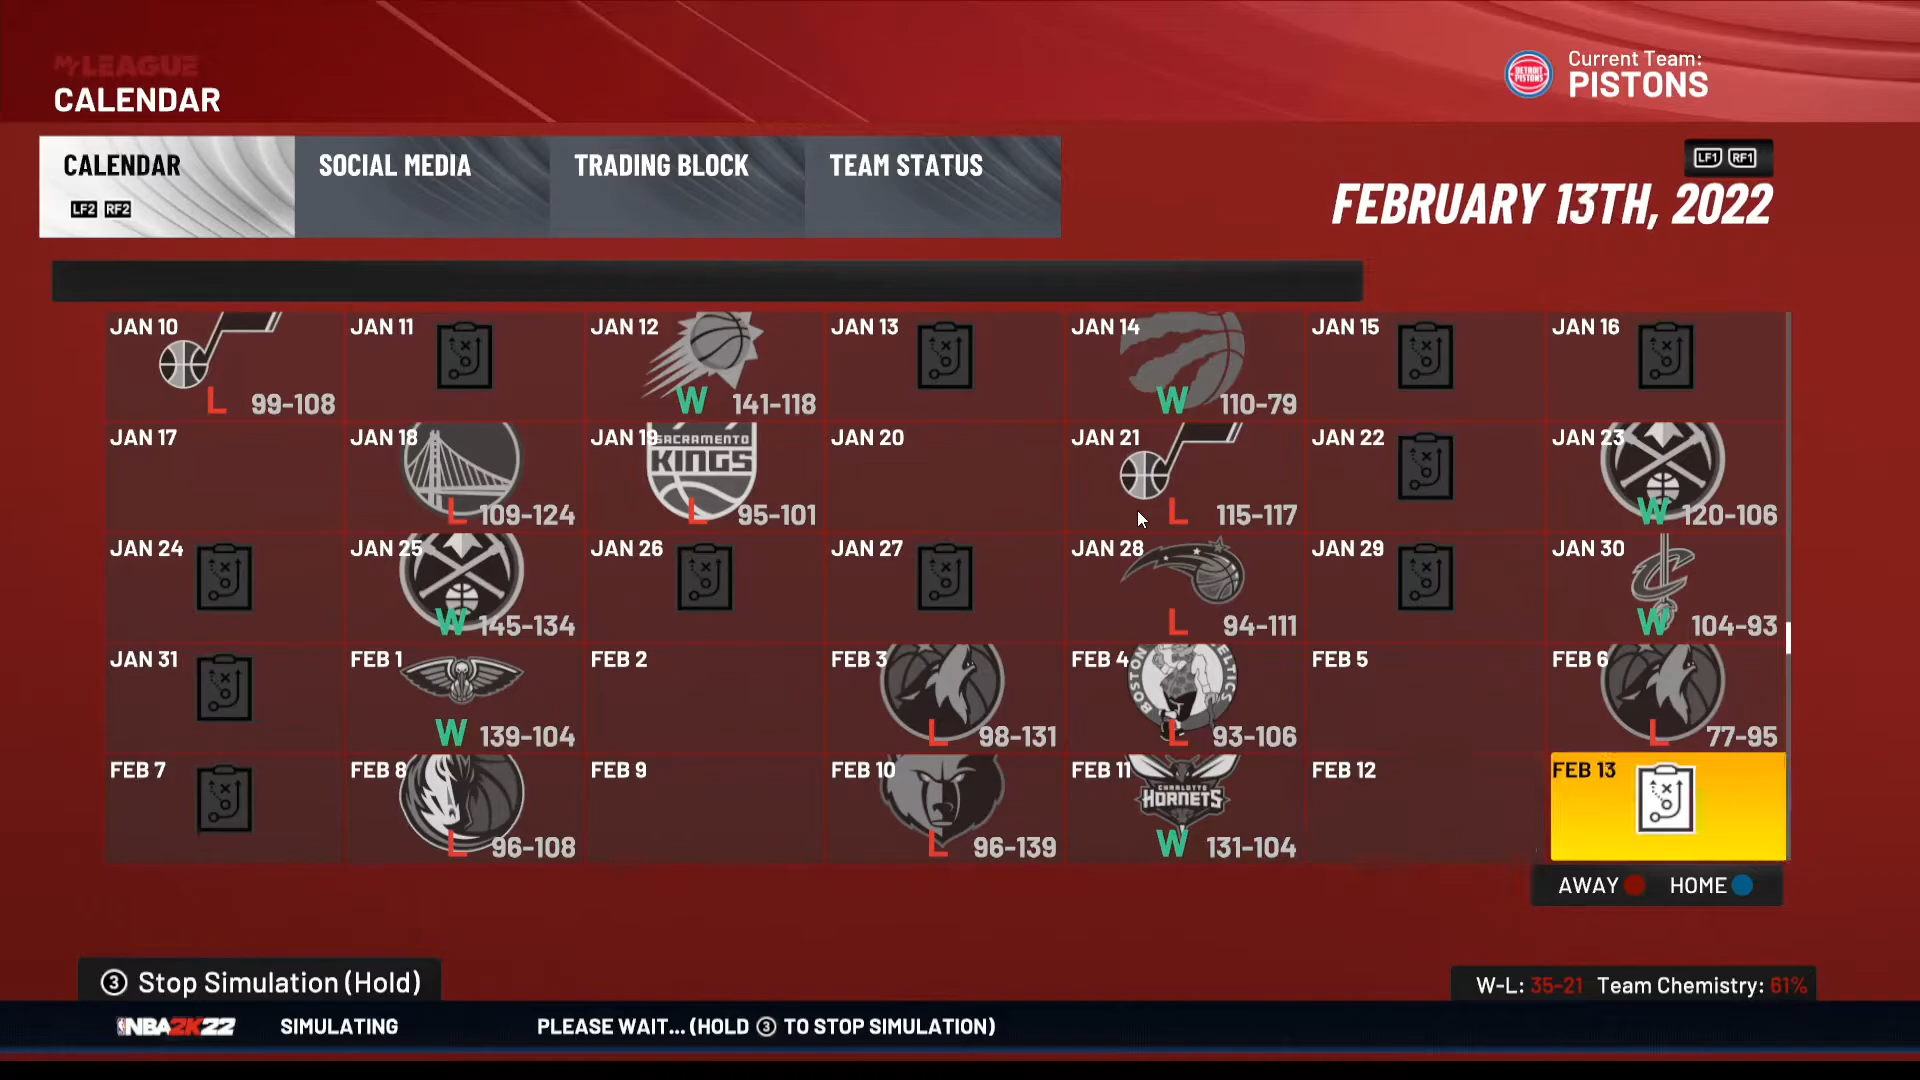 MyLEAGUE
CALENDAR
DETROIT PISTONS
Current Team:
PISTONS
CALENDAR
LF2 RF2
SOCIAL MEDIA
TRADING BLOCK
TEAM STATUS
LF1 RF1
FEBRUARY 13TH, 2022
JAN 10
L 99-108
JAN 11
JAN 12
W 141-118
JAN 13
JAN 14
W 110-79
JAN 15
JAN 16
JAN 17
JAN 18
L 109-124
JAN 19
SACRAMENTO
KINGS
L 95-101
JAN 20
JAN 21
L 115-117
JAN 22
JAN 23
W 120-106
JAN 24
JAN 25
W 145-134
JAN 26
JAN 27
JAN 28
L 94-111
JAN 29
JAN 30
W 104-93
JAN 31
FEB 1
W 139-104
FEB 2
FEB 3
L 98-131
FEB 4
BOSTON
CELTICS
L 93-106
FEB 5
FEB 6
L 77-95
FEB 7
FEB 8
L 96-108
FEB 9
FEB 10
L 96-139
FEB 11
CHARLOTTE
HORNETS
W 131-104
FEB 12
FEB 13
AWAY HOME
3 Stop Simulation (Hold)
W-L: 35-21 Team Chemistry: 61%
NBA2K22 SIMULATING PLEASE WAIT... (HOLD 3 TO STOP SIMULATION)